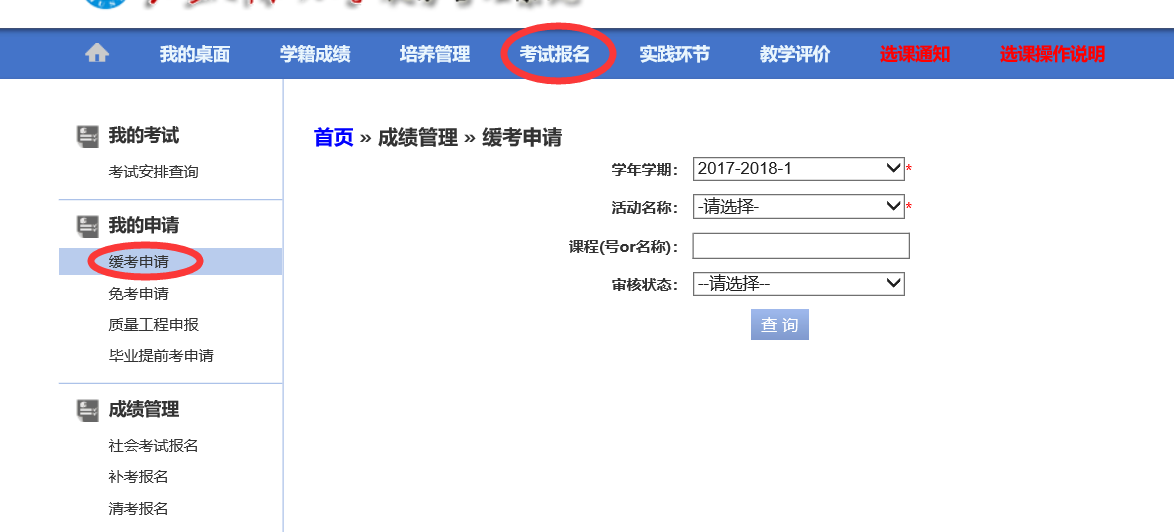 我的桌面 学籍成绩 培养管理 考试报名 实践环节 教学评价 选课通知 选课操作说明
我的考试
考试安排查询
我的申请
缓考申请
免考申请
质量工程申报
毕业提前考申请
成绩管理
社会考试报名
补考报名
清考报名
首页 » 成绩管理 » 缓考申请
学年学期: 2017-2018-1 *
活动名称: -请选择- *
课程(号or名称):
审核状态: --请选择--
查 询